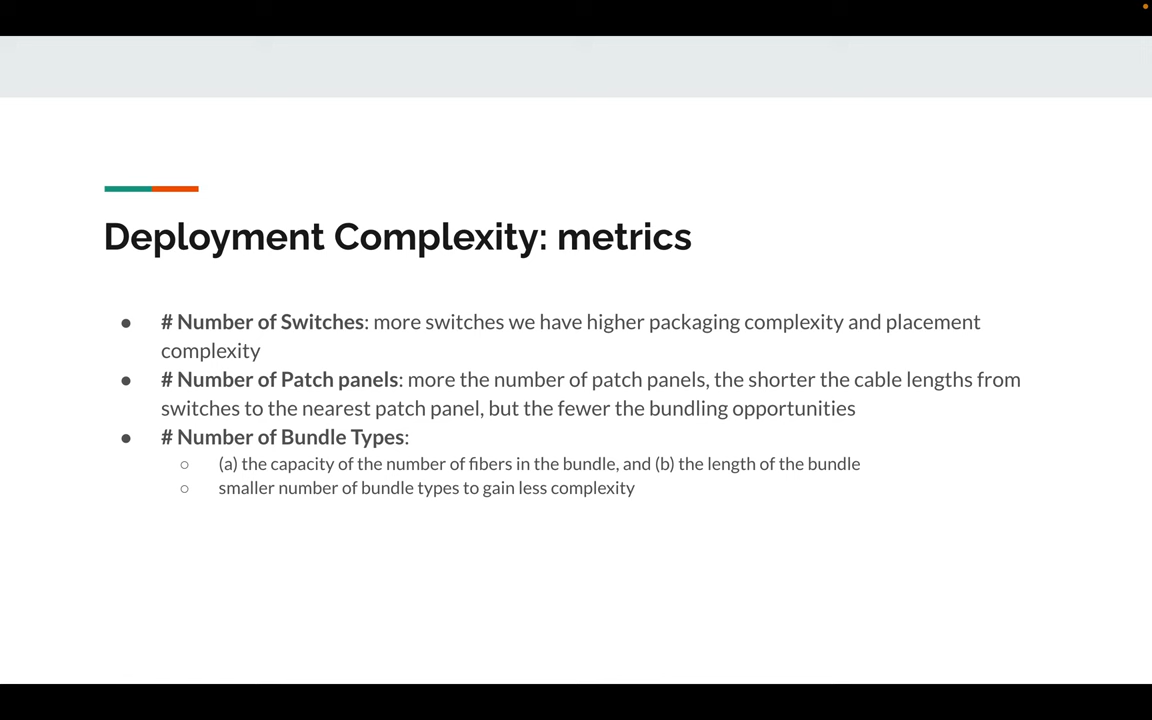 Deployment Complexity: metrics
● # Number of Switches: more switches we have higher packaging complexity and placement
complexity
● # Number of Patch panels: more the number of patch panels, the shorter the cable lengths from
switches to the nearest patch panel, but the fewer the bundling opportunities
● # Number of Bundle Types:
○ (a) the capacity of the number of fibers in the bundle, and (b) the length of the bundle
○ smaller number of bundle types to gain less complexity